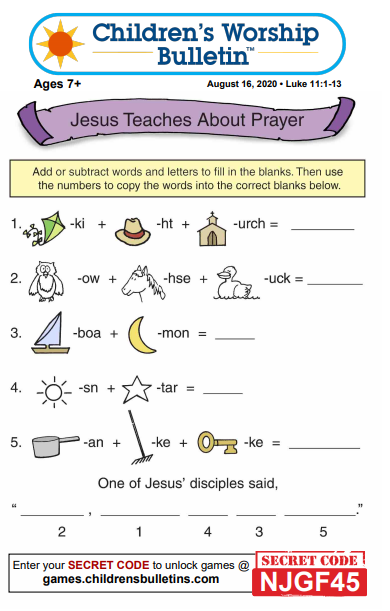 Children's Worship
Bulletin™
Ages 7+
August 16, 2020 • Luke 11:1-13
Jesus Teaches About Prayer
Add or subtract words and letters to fill in the blanks. Then use
the numbers to copy the words into the correct blanks below.
1. -ki + -ht + -urch = ________
2. -ow + -hse + -uck = ________
3. -boa + -mon = ________
4. -sn + -tar = ________
5. -an + -ke + -ke = ________
One of Jesus' disciples said,
“ ________ , ________ ________ ________ ________ .”
2 1 4 3 5
Enter your SECRET CODE to unlock games @
games.childrensbulletins.com
SECRET CODE
NJGF45